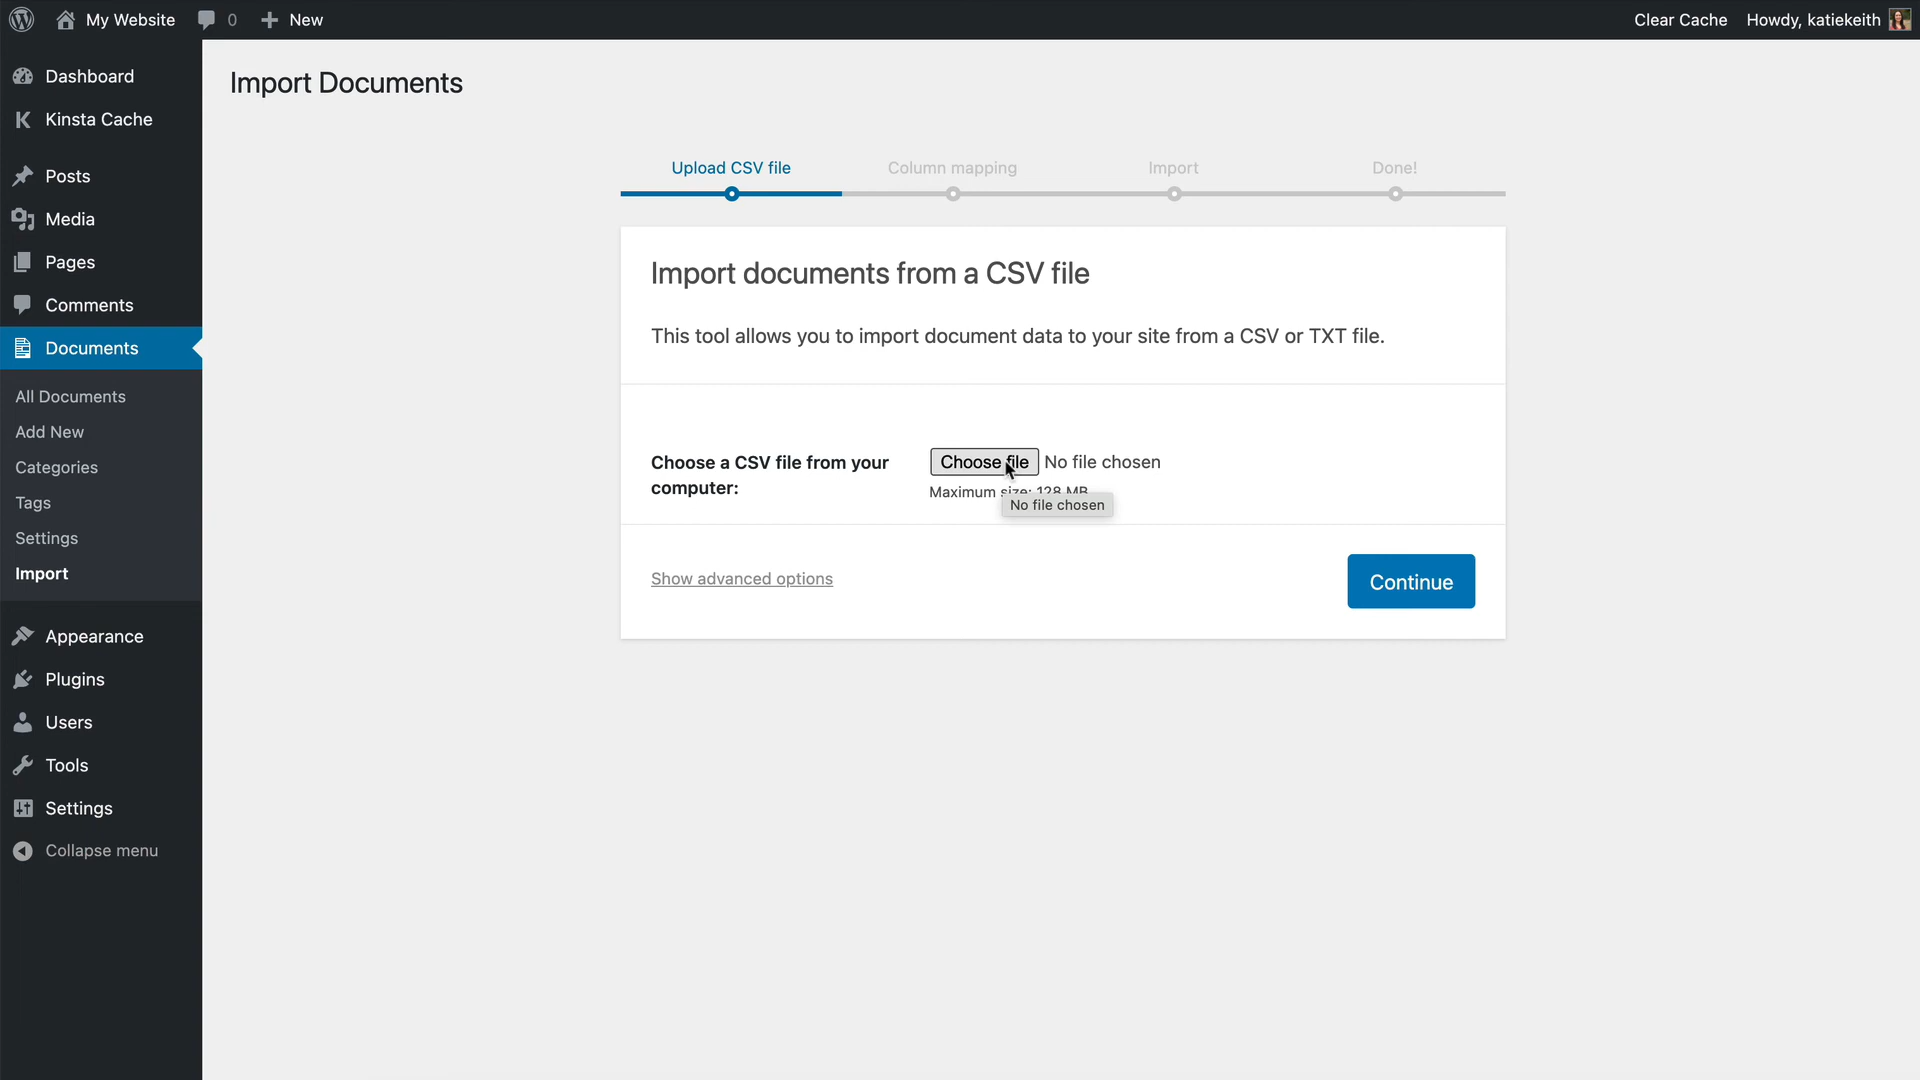 My Website
0
New
Clear Cache
Howdy, katiekeith
Dashboard
Kinsta Cache
Posts
Media
Pages
Comments
Documents
All Documents
Add New
Categories
Tags
Settings
Import
Appearance
Plugins
Users
Tools
Settings
Collapse menu
Import Documents
Upload CSV file
Column mapping
Import
Done!
Import documents from a CSV file
This tool allows you to import document data to your site from a CSV or TXT file.
Choose a CSV file from your
computer:
Choose file No file chosen
Maximum size: 128 MB
No file chosen
Show advanced options
Continue